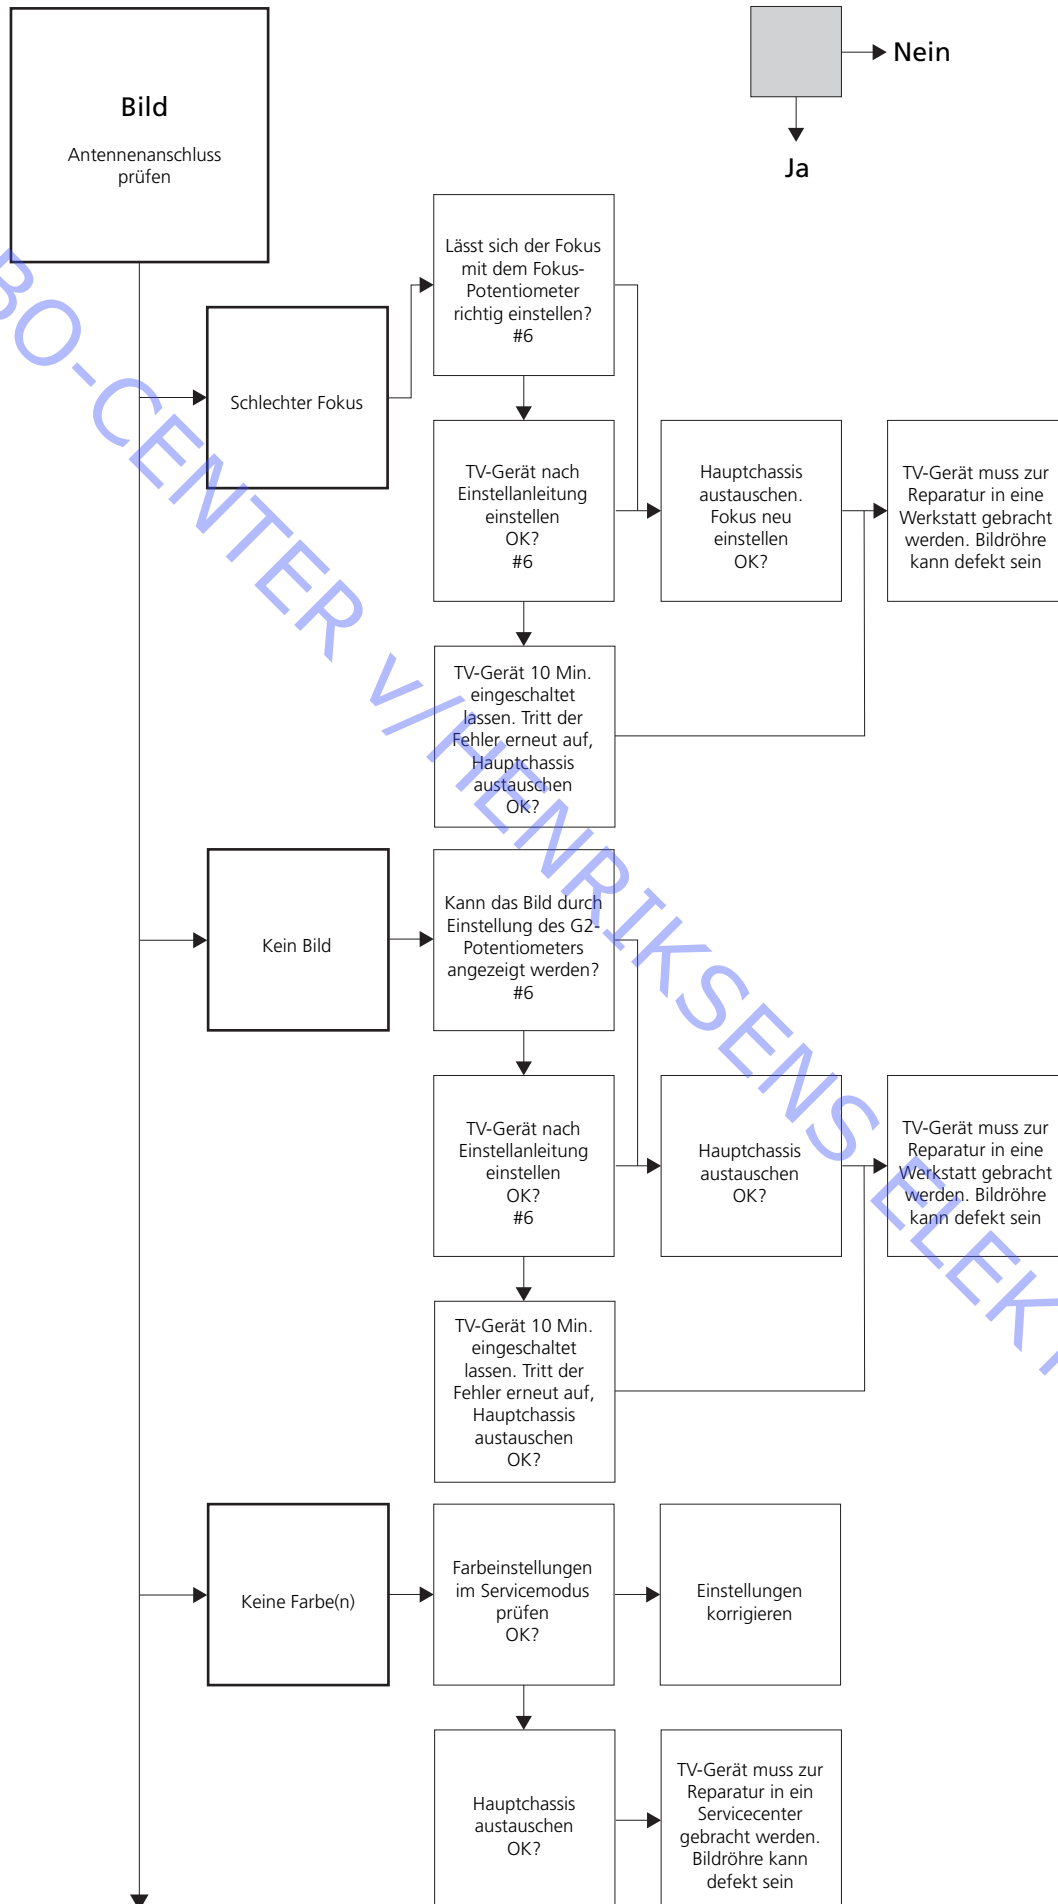 Bild
Antennenanschluss
prüfen
Nein
Ja
Schlechter Fokus
Lässt sich der Fokus
mit dem Fokus-
Potentiometer
richtig einstellen?
#6
TV-Gerät nach
Einstellanleitung
einstellen
OK?
#6
Hauptchassis
austauschen.
Fokus neu
einstellen
OK?
TV-Gerät muss zur
Reparatur in eine
Werkstatt gebracht
werden. Bildröhre
kann defekt sein
TV-Gerät 10 Min.
eingeschaltet
lassen. Tritt der
Fehler erneut auf,
Hauptchassis
austauschen
OK?
Kein Bild
Kann das Bild durch
Einstellung des G2-
Potentiometers
angezeigt werden?
#6
TV-Gerät nach
Einstellanleitung
einstellen
OK?
#6
Hauptchassis
austauschen
OK?
TV-Gerät muss zur
Reparatur in eine
Werkstatt gebracht
werden. Bildröhre
kann defekt sein
TV-Gerät 10 Min.
eingeschaltet
lassen. Tritt der
Fehler erneut auf,
Hauptchassis
austauschen
OK?
Keine Farbe(n)
Farbeinstellungen
im Servicemodus
prüfen
OK?
Einstellungen
korrigieren
Hauptchassis
austauschen
OK?
TV-Gerät muss zur
Reparatur in ein
Servicecenter
gebracht werden.
Bildröhre kann
defekt sein
BO-CENTER v/HENRIKSENS